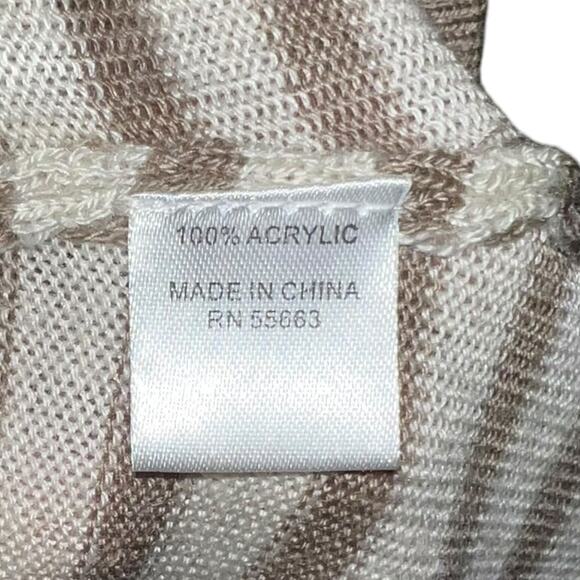 100% ACRYLIC
MADE IN CHINA
RN 55663